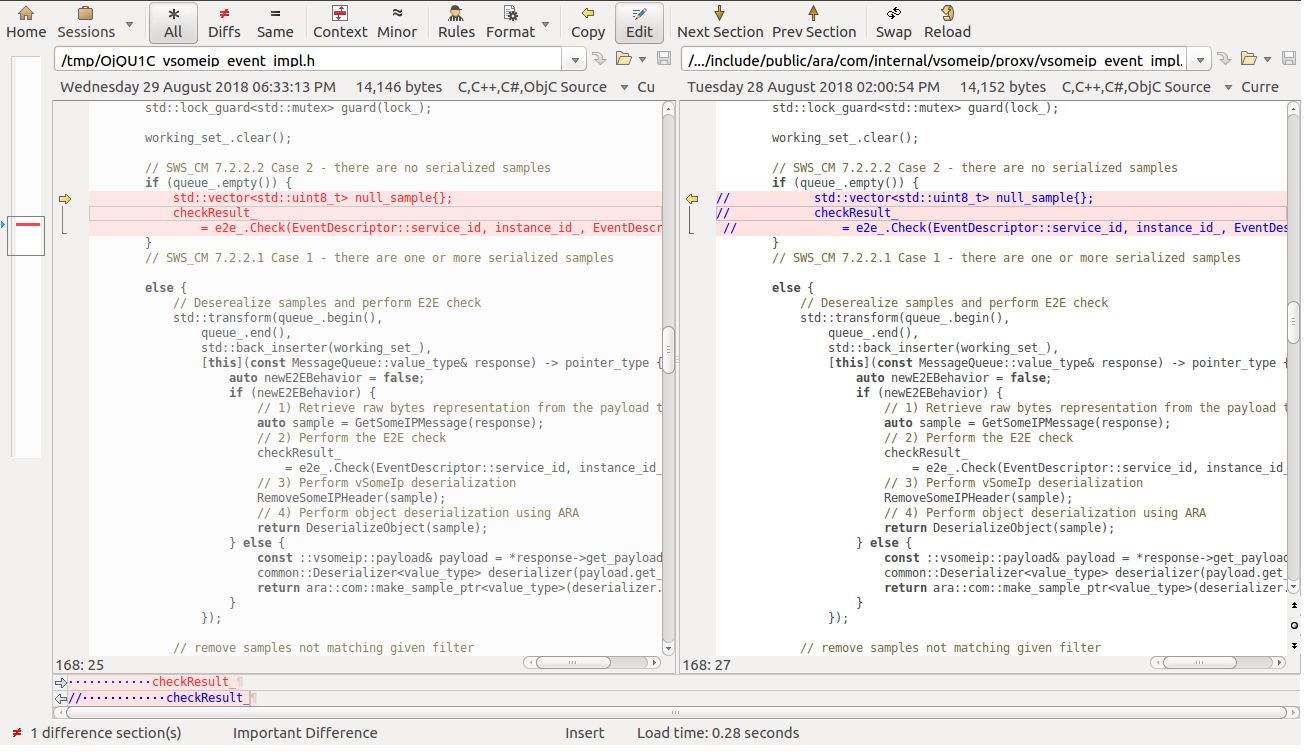 Home Sessions All Diffs Same Context Minor Rules Format Copy Edit Next Section Prev Section Swap Reload
/tmp/OjQU1C_vsomeip_event_impl.h
/.../include/public/ara/com/internal/vsomeip/proxy/vsomeip_event_impl.
Wednesday 29 August 2018 06:33:13 PM 14,146 bytes C,C++,C#,ObjC Source Cu
Tuesday 28 August 2018 02:00:54 PM 14,152 bytes C,C++,C#,ObjC Source Curre
std::lock_guard<std::mutex> guard(lock_);
working_set_.clear();
// SWS_CM 7.2.2.2 Case 2 - there are no serialized samples
if (queue_.empty()) {
std::vector<std::uint8_t> null_sample{};
checkResult_
= e2e_.Check(EventDescriptor::service_id, instance_id_, EventDescr
}
// SWS_CM 7.2.2.1 Case 1 - there are one or more serialized samples
else {
// Deserealize samples and perform E2E check
std::transform(queue_.begin(),
queue_.end(),
std::back_inserter(working_set_),
[this](const MessageQueue::value_type& response) -> pointer_type {
auto newE2EBehavior = false;
if (newE2EBehavior) {
// 1) Retrieve raw bytes representation from the payload t
auto sample = GetSomeIPMessage(response);
// 2) Perform the E2E check
checkResult_
= e2e_.Check(EventDescriptor::service_id, instance_id_
// 3) Perform vSomeIp deserialization
RemoveSomeIPHeader(sample);
// 4) Perform object deserialization using ARA
return DeserializeObject(sample);
} else {
const ::vsomeip::payload& payload = *response->get_payload
common::Deserializer<value_type> deserializer(payload.get_
return ara::com::make_sample_ptr<value_type>(deserializer.
}
});
// remove samples not matching given filter
168: 25
std::lock_guard<std::mutex> guard(lock_);
working_set_.clear();
// SWS_CM 7.2.2.2 Case 2 - there are no serialized samples
if (queue_.empty()) {
// std::vector<std::uint8_t> null_sample{};
// checkResult_
// = e2e_.Check(EventDescriptor::service_id, instance_id_, EventDes
}
// SWS_CM 7.2.2.1 Case 1 - there are one or more serialized samples
else {
// Deserealize samples and perform E2E check
std::transform(queue_.begin(),
queue_.end(),
std::back_inserter(working_set_),
[this](const MessageQueue::value_type& response) -> pointer_type {
auto newE2EBehavior = false;
if (newE2EBehavior) {
// 1) Retrieve raw bytes representation from the payload t
auto sample = GetSomeIPMessage(response);
// 2) Perform the E2E check
checkResult_
= e2e_.Check(EventDescriptor::service_id, instance_id_
// 3) Perform vSomeIp deserialization
RemoveSomeIPHeader(sample);
// 4) Perform object deserialization using ARA
return DeserializeObject(sample);
} else {
const ::vsomeip::payload& payload = *response->get_payload
common::Deserializer<value_type> deserializer(payload.get_
return ara::com::make_sample_ptr<value_type>(deserializer.
}
});
// remove samples not matching given filter
168: 27
············checkResult_¶
//············checkResult_¶
≠ 1 difference section(s) Important Difference Insert Load time: 0.28 seconds